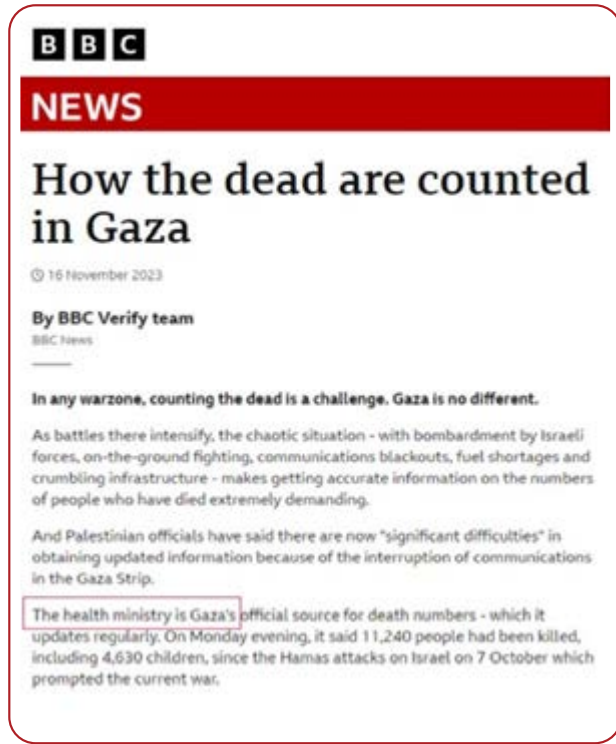 BBC
NEWS
How the dead are counted
in Gaza
16 November 2023
By BBC Verify team
BBC News
In any warzone, counting the dead is a challenge. Gaza is no different.
As battles there intensify, the chaotic situation - with bombardment by Israeli
forces, on-the-ground fighting, communications blackouts, fuel shortages and
crumbling infrastructure - makes getting accurate information on the numbers
of people who have died extremely demanding.
And Palestinian officials have said there are now "significant difficulties" in
obtaining updated information because of the interruption of communications
in the Gaza Strip.
The health ministry is Gaza's official source for death numbers - which it
updates regularly. On Monday evening, it said 11,240 people had been killed,
including 4,630 children, since the Hamas attacks on Israel on 7 October which
prompted the current war.